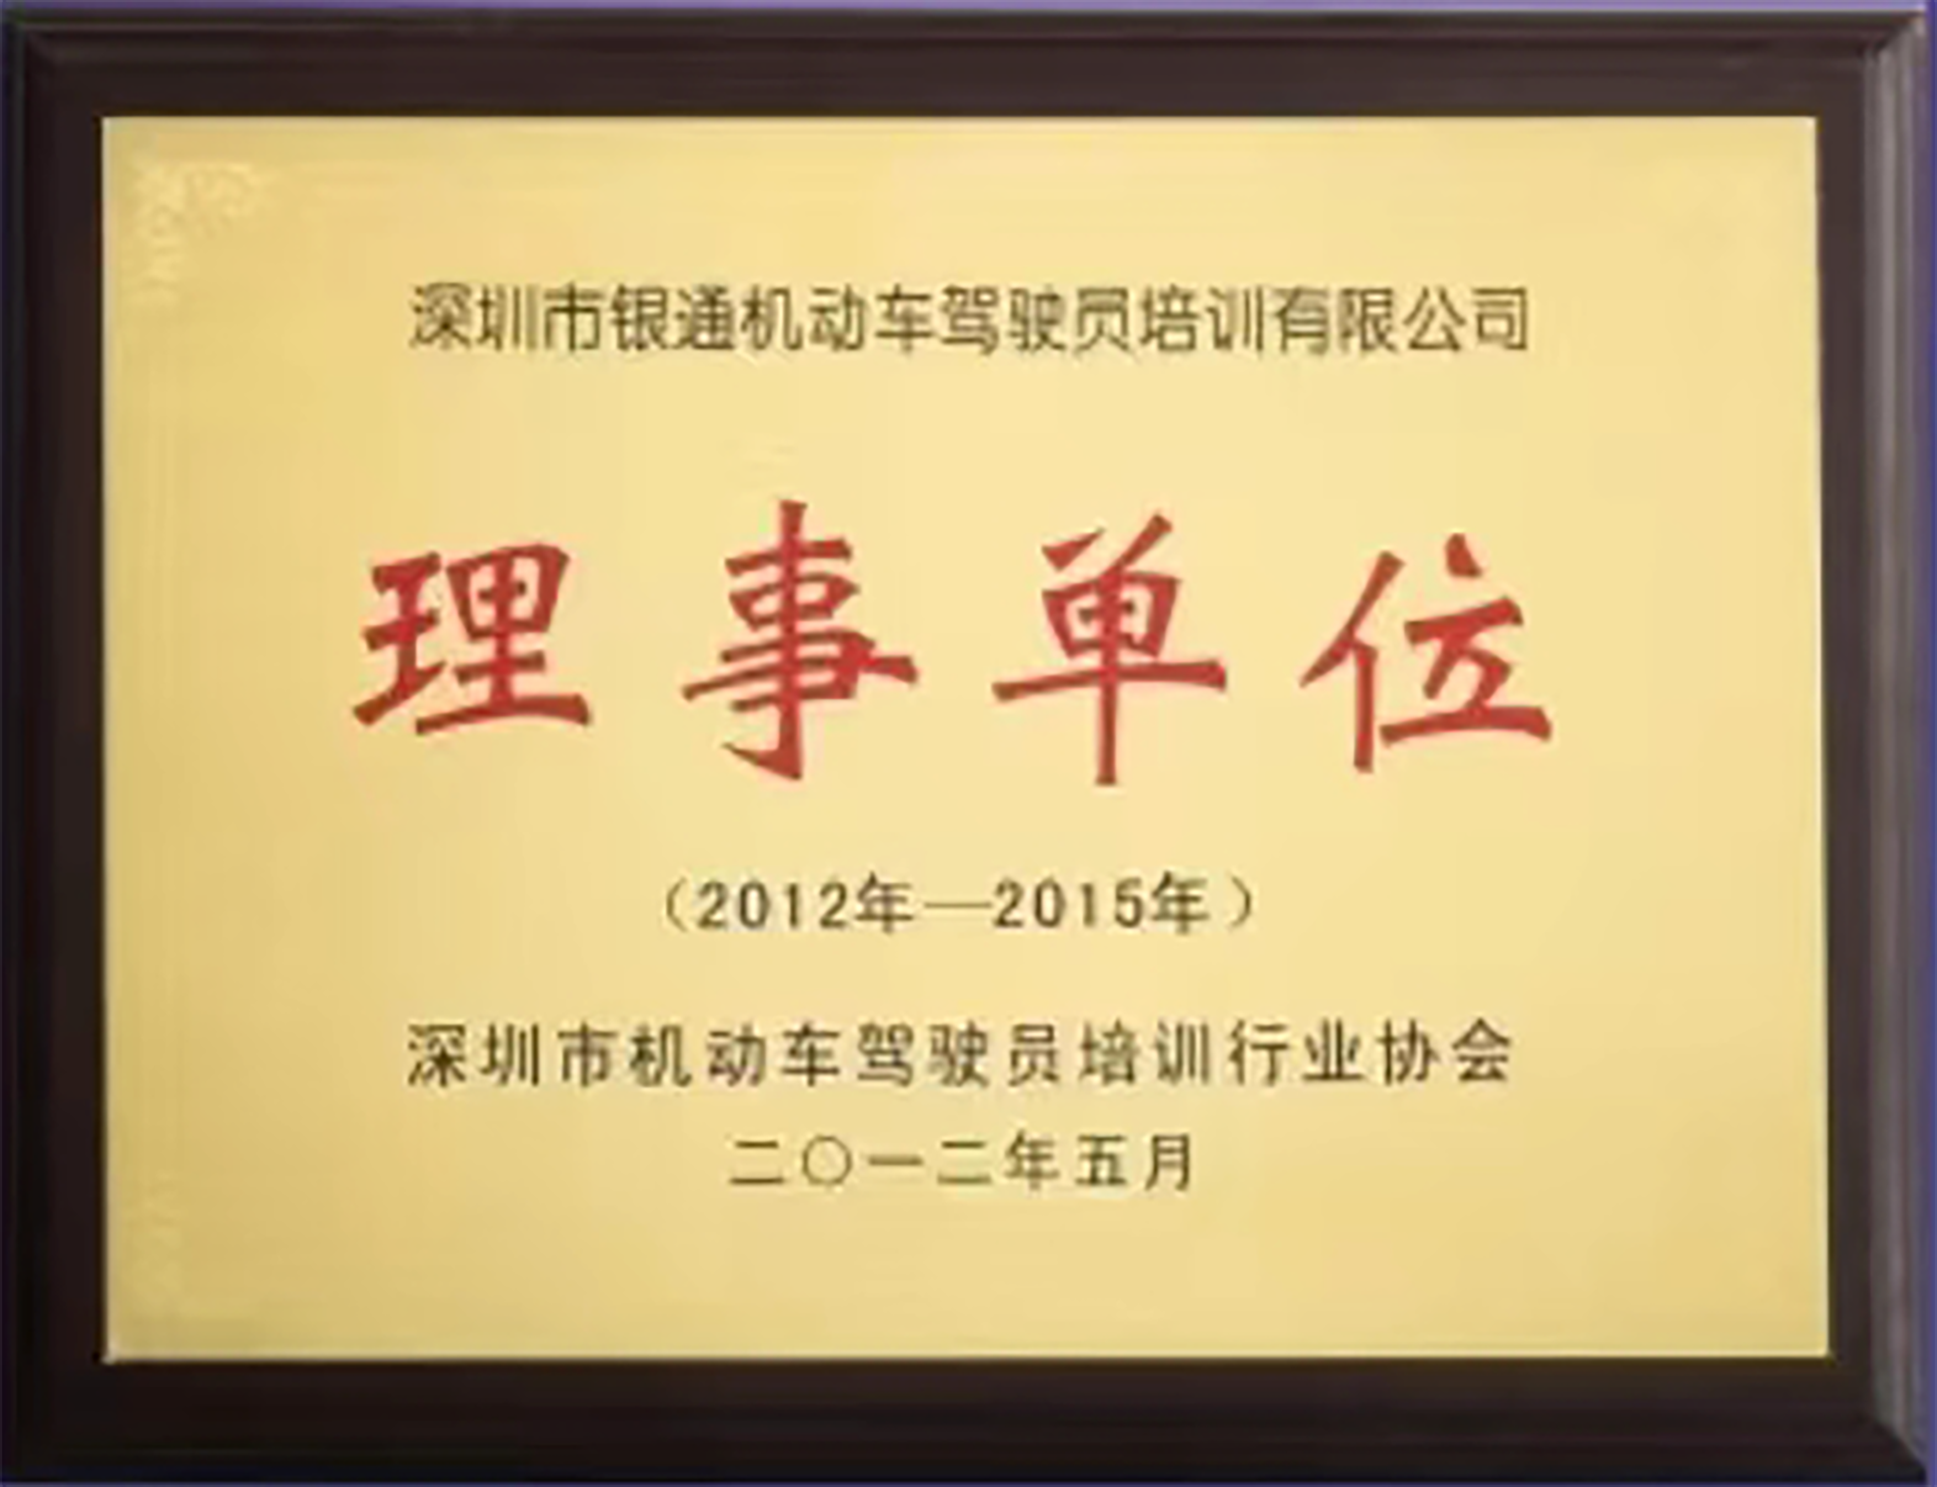 深圳市银通机动车驾驶员培训有限公司
理事单位
（2012年—2015年）
深圳市机动车驾驶员培训行业协会
二〇一二年五月